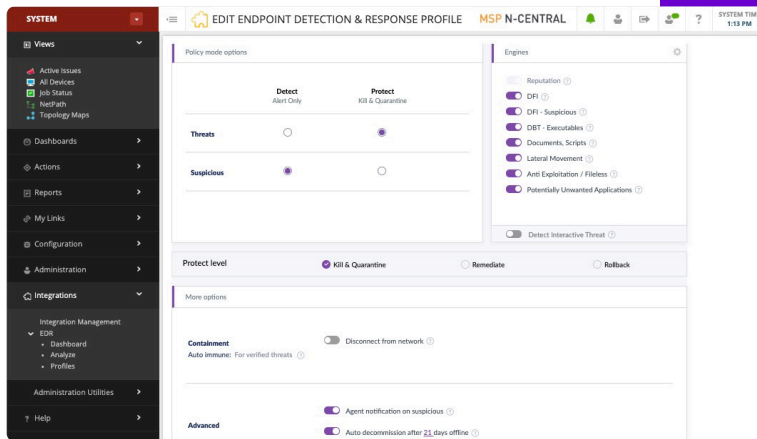 SYSTEM
EDIT ENDPOINT DETECTION & RESPONSE PROFILE
MSP N-CENTRAL
?
SYSTEM TIM
1:13 PM
Views
Active Issues
All Devices
Job Status
NetPath
Topology Maps
Dashboards
Actions
Reports
My Links
Configuration
Administration
Integrations
Integration Management
EDR
Dashboard
Analyze
Profiles
Administration Utilities
? Help
Policy mode options
Detect
Protect
Alert Only
Kill & Quarantine
Threats
Suspicious
Engines
Reputation ?
DFI ?
DFI - Suspicious ?
DBT - Executables ?
Documents, Scripts ?
Lateral Movement ?
Anti Exploitation / Fileless ?
Potentially Unwanted Applications ?
Detect Interactive Threat ?
Protect level
Kill & Quarantine
Remediate
Rollback
More options
Containment
Disconnect from network ?
Auto immune: For verified threats ?
Advanced
Agent notification on suspicious ?
Auto decommission after 21 days offline ?